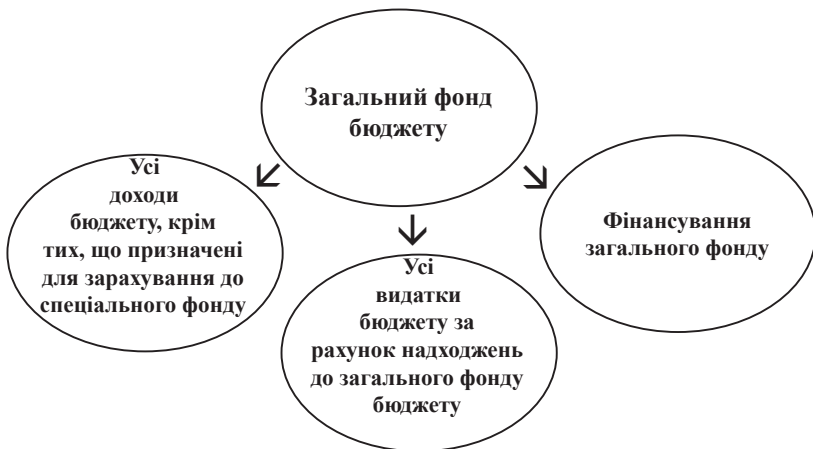 Загальний фонд
бюджету
Усі
доходи
бюджету, крім
тих, що призначені
для зарахування до
спеціального фонду
Усі
видатки
бюджету за
рахунок надходжень
до загального фонду
бюджету
Фінансування
загального фонду